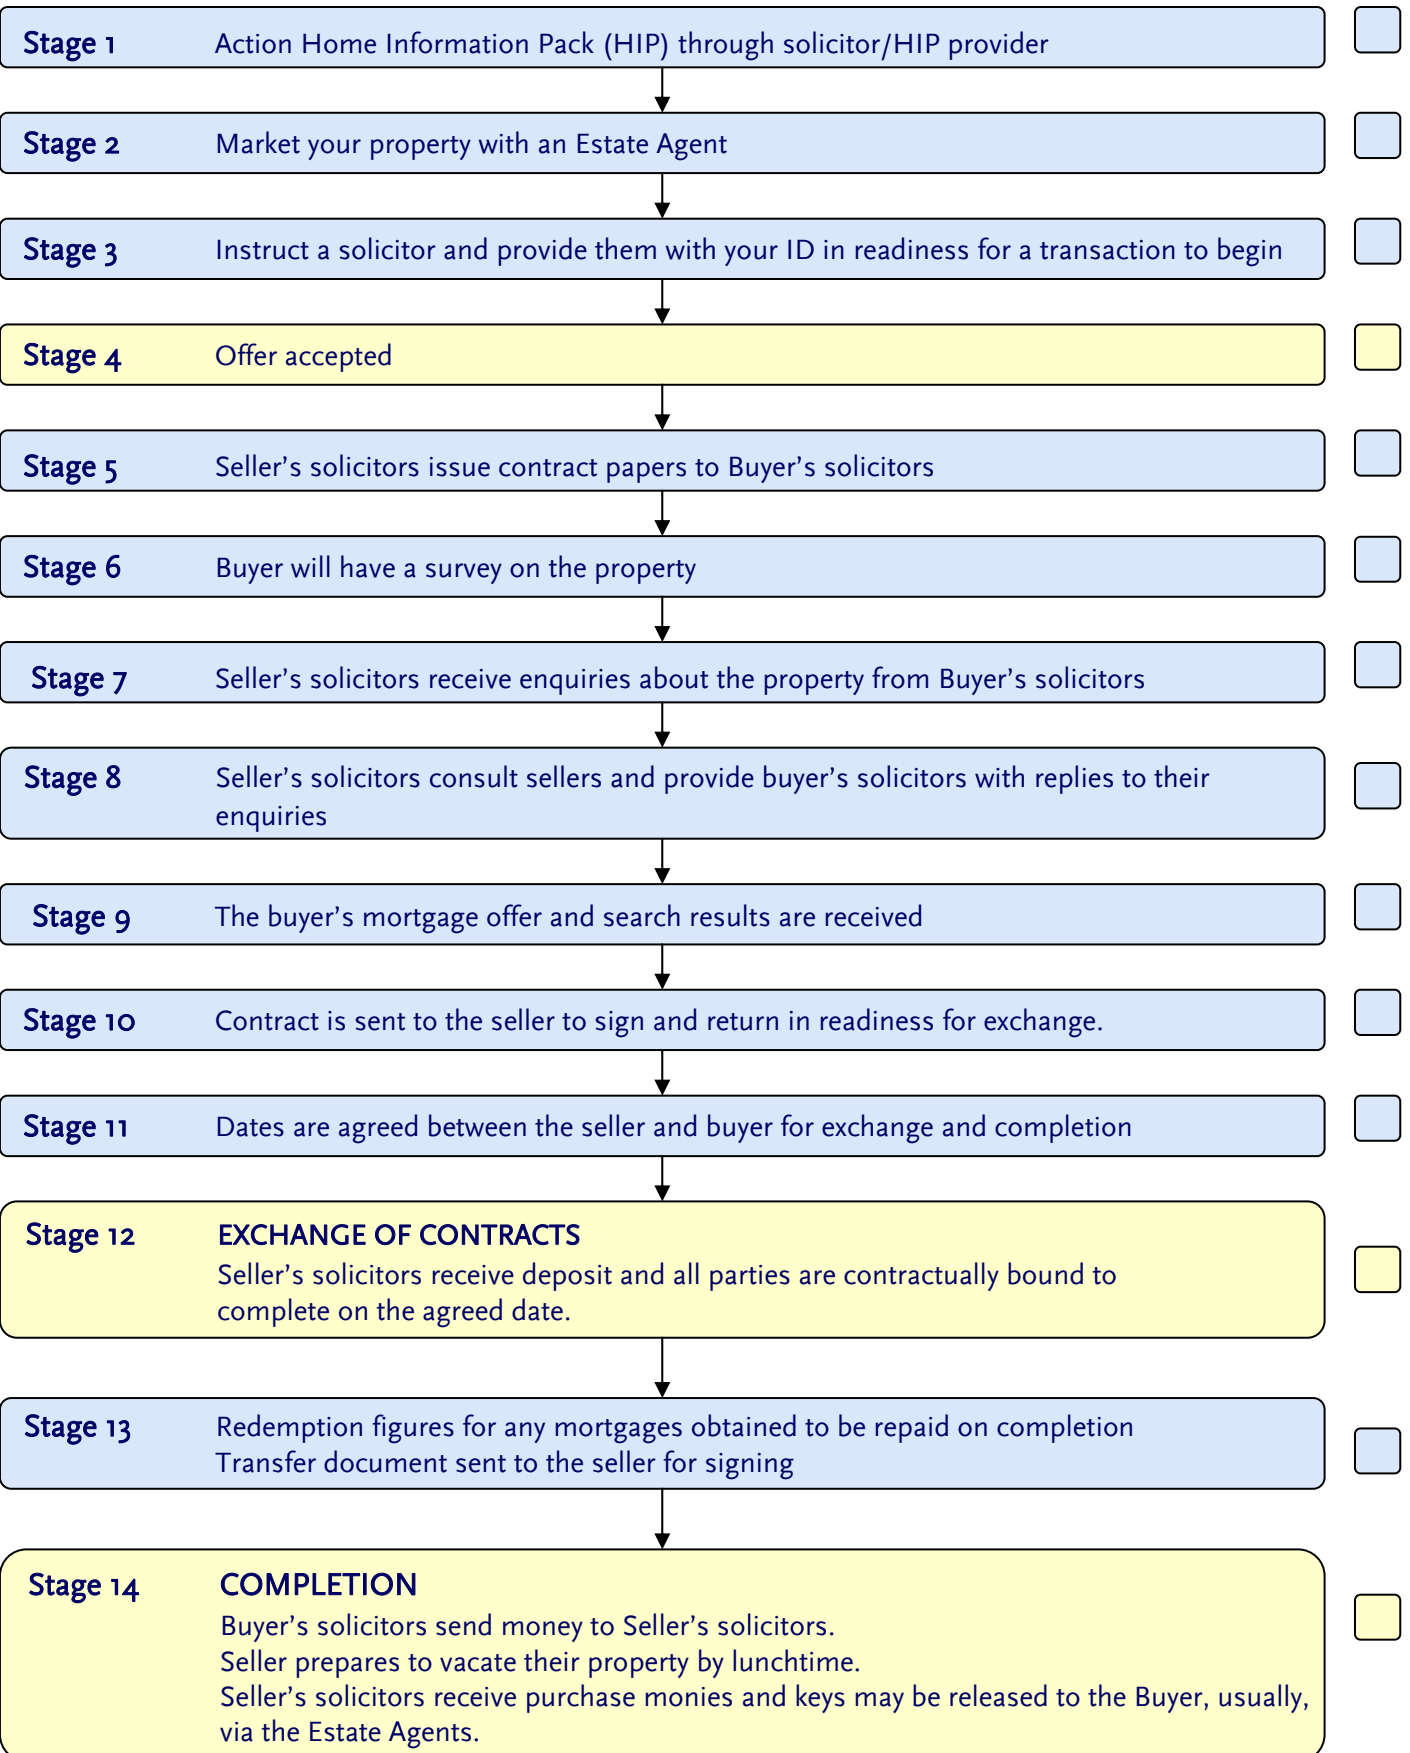 Stage 1 Action Home Information Pack (HIP) through solicitor/HIP provider
Stage 2 Market your property with an Estate Agent
Stage 3 Instruct a solicitor and provide them with your ID in readiness for a transaction to begin
Stage 4 Offer accepted
Stage 5 Seller’s solicitors issue contract papers to Buyer’s solicitors
Stage 6 Buyer will have a survey on the property
Stage 7 Seller’s solicitors receive enquiries about the property from Buyer’s solicitors
Stage 8 Seller’s solicitors consult sellers and provide buyer’s solicitors with replies to their
enquiries
Stage 9 The buyer’s mortgage offer and search results are received
Stage 10 Contract is sent to the seller to sign and return in readiness for exchange.
Stage 11 Dates are agreed between the seller and buyer for exchange and completion
Stage 12 EXCHANGE OF CONTRACTS
Seller’s solicitors receive deposit and all parties are contractually bound to
complete on the agreed date.
Stage 13 Redemption figures for any mortgages obtained to be repaid on completion
Transfer document sent to the seller for signing
Stage 14 COMPLETION
Buyer’s solicitors send money to Seller’s solicitors.
Seller prepares to vacate their property by lunchtime.
Seller’s solicitors receive purchase monies and keys may be released to the Buyer, usually,
via the Estate Agents.